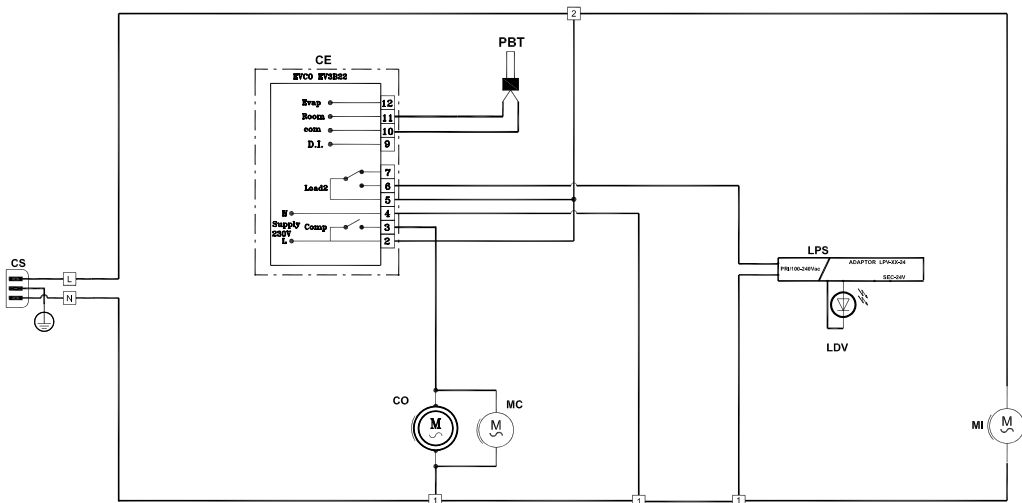 2
PBT
CE
EVCO EV3B22
Evap 12
Room 11
com 10
D.I. 9
7
Load2 6
5
N 4
Supply 230V
Comp 3
L 2
CS
L
N
LPS
PRI/100-240Vac
ADAPTOR LPV-XX-24
SEC-24V
LDV
CO
M
MC
M
MI
M
1
1
1